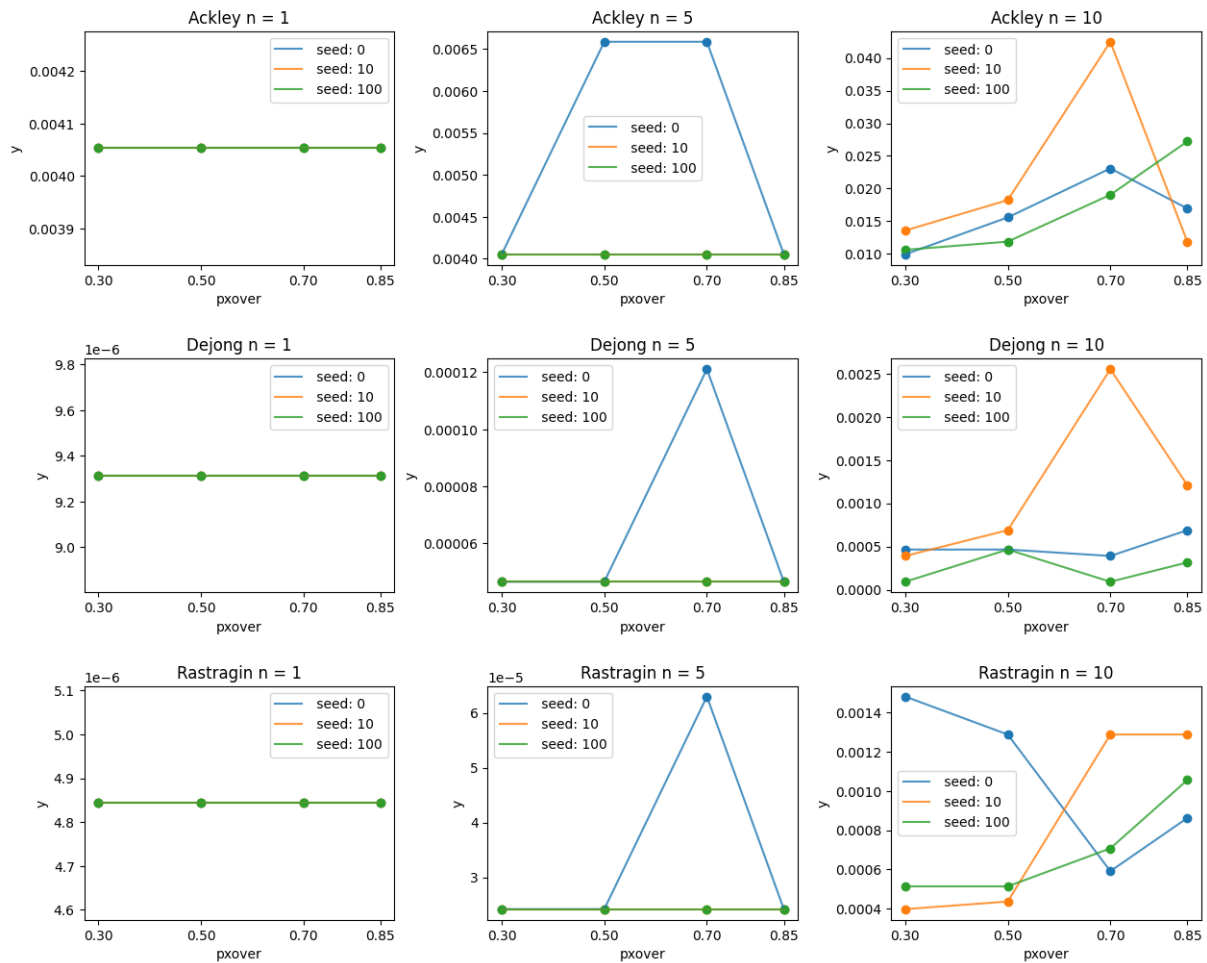 Ackley n = 1
seed: 0
seed: 10
seed: 100
0.0042
0.0041
0.0040
0.0039
y
0.30 0.50 0.70 0.85
pxover
Ackley n = 5
seed: 0
seed: 10
seed: 100
0.0065
0.0060
0.0055
0.0050
0.0045
0.0040
y
0.30 0.50 0.70 0.85
pxover
Ackley n = 10
seed: 0
seed: 10
seed: 100
0.040
0.035
0.030
0.025
0.020
0.015
0.010
y
0.30 0.50 0.70 0.85
pxover
Dejong n = 1
1e−6
seed: 0
seed: 10
seed: 100
9.8
9.6
9.4
9.2
9.0
y
0.30 0.50 0.70 0.85
pxover
Dejong n = 5
seed: 0
seed: 10
seed: 100
0.00012
0.00010
0.00008
0.00006
y
0.30 0.50 0.70 0.85
pxover
Dejong n = 10
seed: 0
seed: 10
seed: 100
0.0025
0.0020
0.0015
0.0010
0.0005
0.0000
y
0.30 0.50 0.70 0.85
pxover
Rastragin n = 1
1e−6
seed: 0
seed: 10
seed: 100
5.1
5.0
4.9
4.8
4.7
4.6
y
0.30 0.50 0.70 0.85
pxover
Rastragin n = 5
1e−5
seed: 0
seed: 10
seed: 100
6
5
4
3
y
0.30 0.50 0.70 0.85
pxover
Rastragin n = 10
seed: 0
seed: 10
seed: 100
0.0014
0.0012
0.0010
0.0008
0.0006
0.0004
y
0.30 0.50 0.70 0.85
pxover